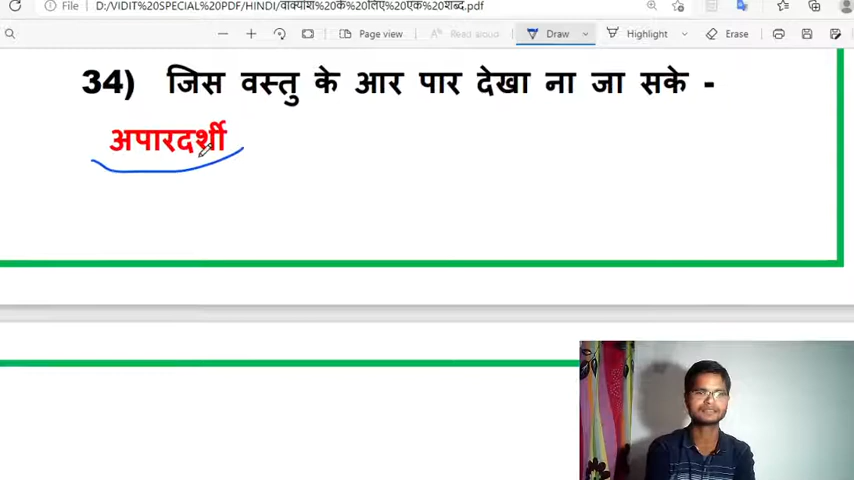 File
D:/VIDIT%20SPECIAL%20PDF/HINDI/वाक्यांश%20के%20लिए%20एक%20शब्द.pdf
Page view
Read aloud
Draw
Highlight
Erase
34) जिस वस्तु के आर पार देखा ना जा सके -
अपारदर्शी